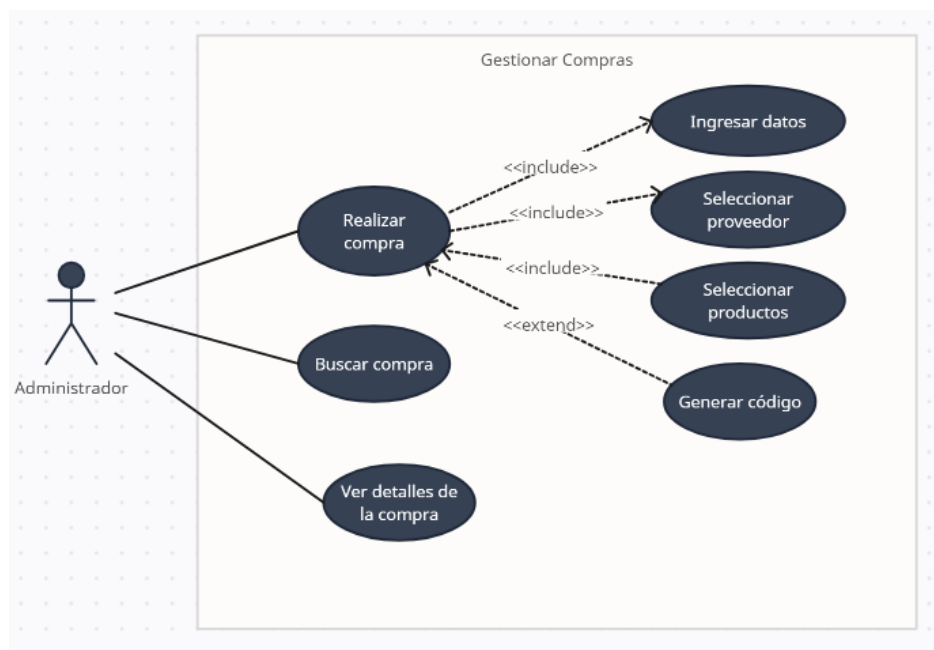 Gestionar Compras
Ingresar datos
<<include>>
Seleccionar
proveedor
<<include>>
Realizar
compra
<<include>>
Seleccionar
productos
<<extend>>
Buscar compra
Administrador
Generar código
Ver detalles de
la compra